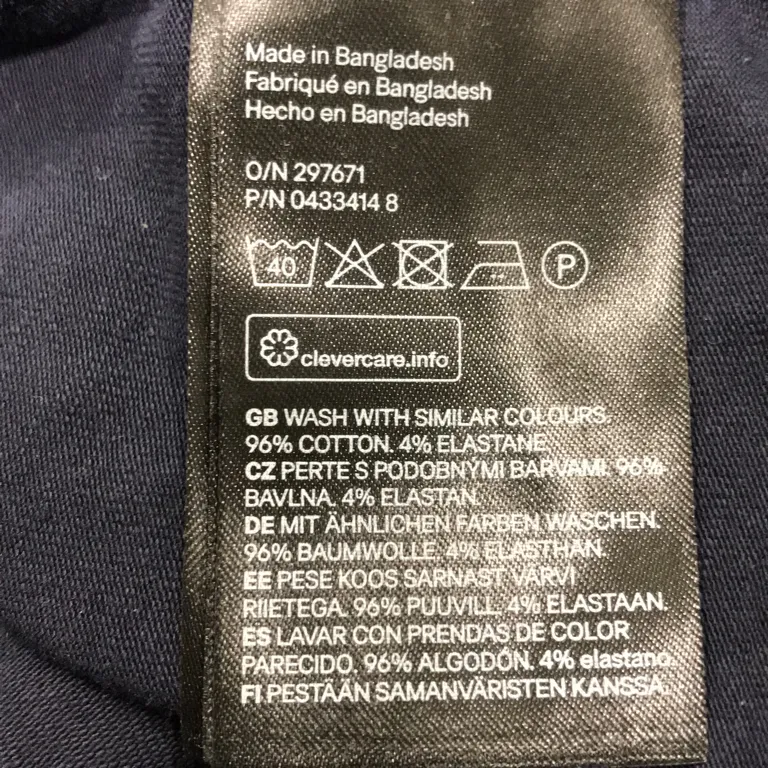 Made in Bangladesh
Fabriqué en Bangladesh
Hecho en Bangladesh
O/N 297671
P/N 0433414 8
40 P
clevercare.info
GB WASH WITH SIMILAR COLOURS.
96% COTTON. 4% ELASTANE
CZ PERTE S PODOBNÝMI BARVAMI. 96%
BAVLNA. 4% ELASTAN.
DE MIT ÄHNLICHEN FARBEN WASCHEN.
96% BAUMWOLLE. 4% ELASTHAN.
EE PESE KOOS SARNAST VÄRVI
RIIETEGA. 96% PUUVILL. 4% ELASTAAN.
ES LAVAR CON PRENDAS DE COLOR
PARECIDO. 96% ALGODÓN. 4% elastano.
FI PESTÄÄN SAMANVÄRISTEN KANSSA.